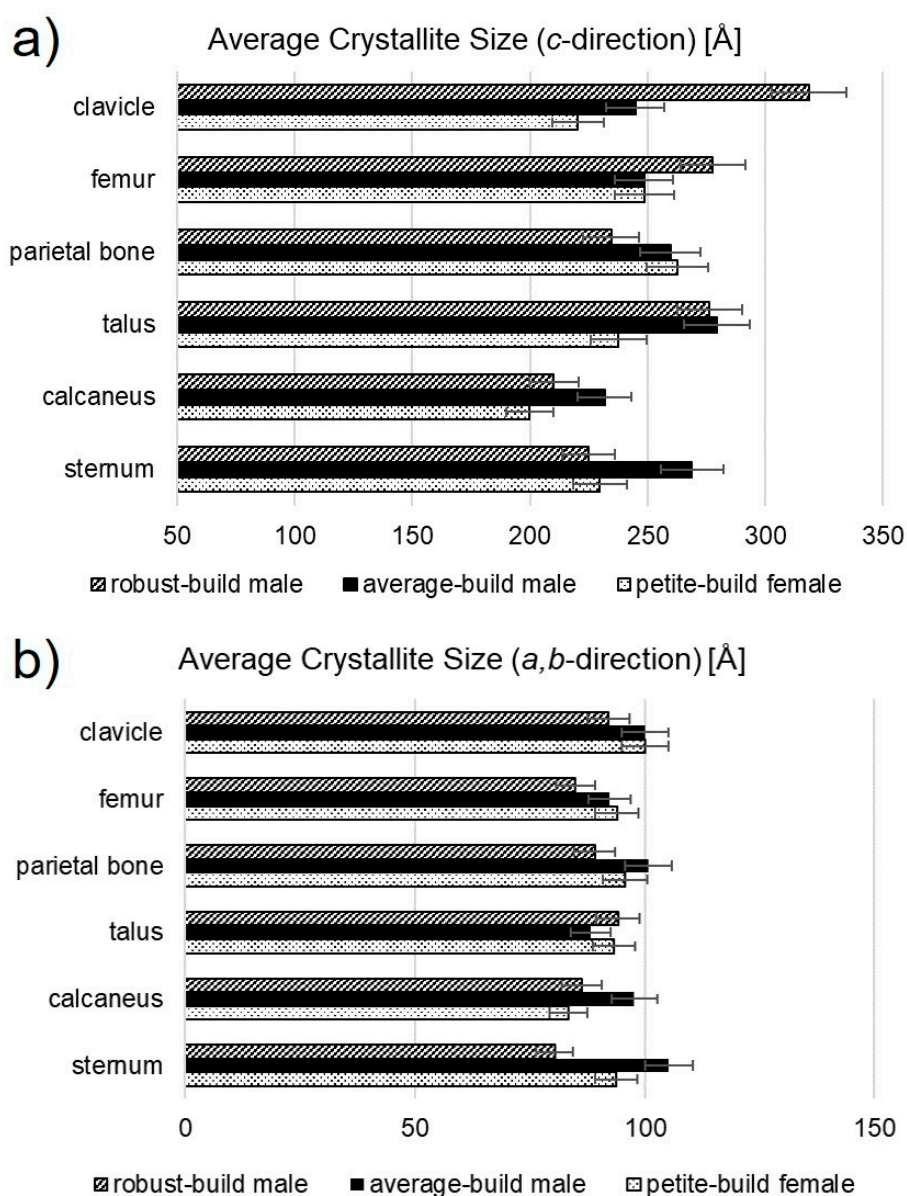 a)
Average Crystallite Size (c-direction) [Å]
clavicle
femur
parietal bone
talus
calcaneus
sternum
50 100 150 200 250 300 350
robust-build male average-build male petite-build female
b)
Average Crystallite Size (a,b-direction) [Å]
clavicle
femur
parietal bone
talus
calcaneus
sternum
0 50 100 150
robust-build male average-build male petite-build female